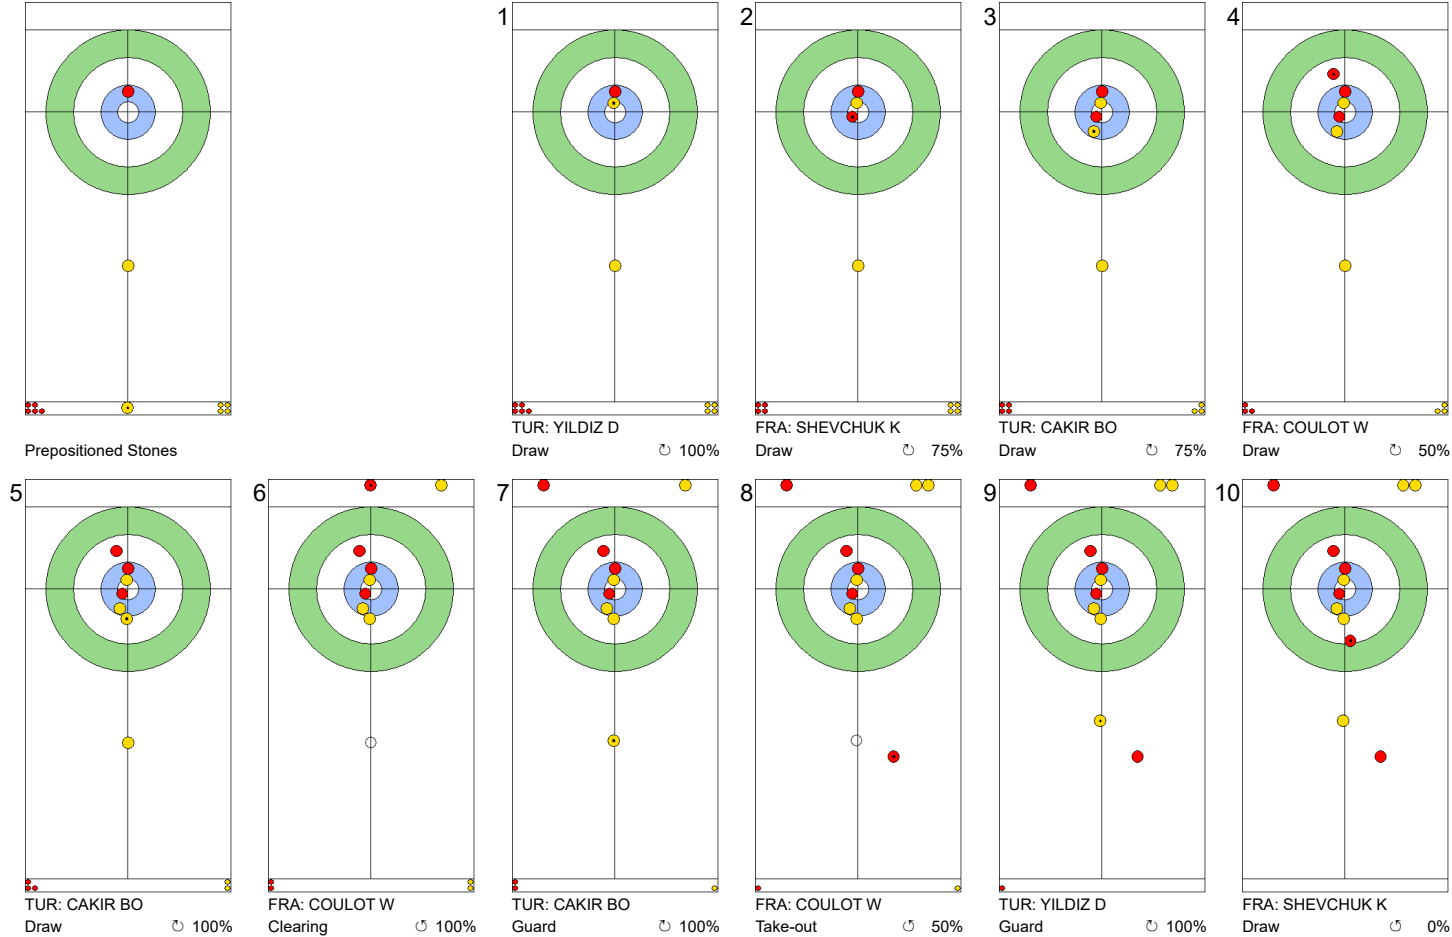 1
2
3
4
Prepositioned Stones
TUR: YILDIZ D
Draw ↻ 100%
FRA: SHEVCHUK K
Draw ↻ 75%
TUR: CAKIR BO
Draw ↻ 75%
FRA: COULOT W
Draw ↻ 50%
5
6
7
8
9
10
TUR: CAKIR BO
Draw ↻ 100%
FRA: COULOT W
Clearing ↺ 100%
TUR: CAKIR BO
Guard ↻ 100%
FRA: COULOT W
Take-out ↺ 50%
TUR: YILDIZ D
Guard ↻ 100%
FRA: SHEVCHUK K
Draw ↺ 0%